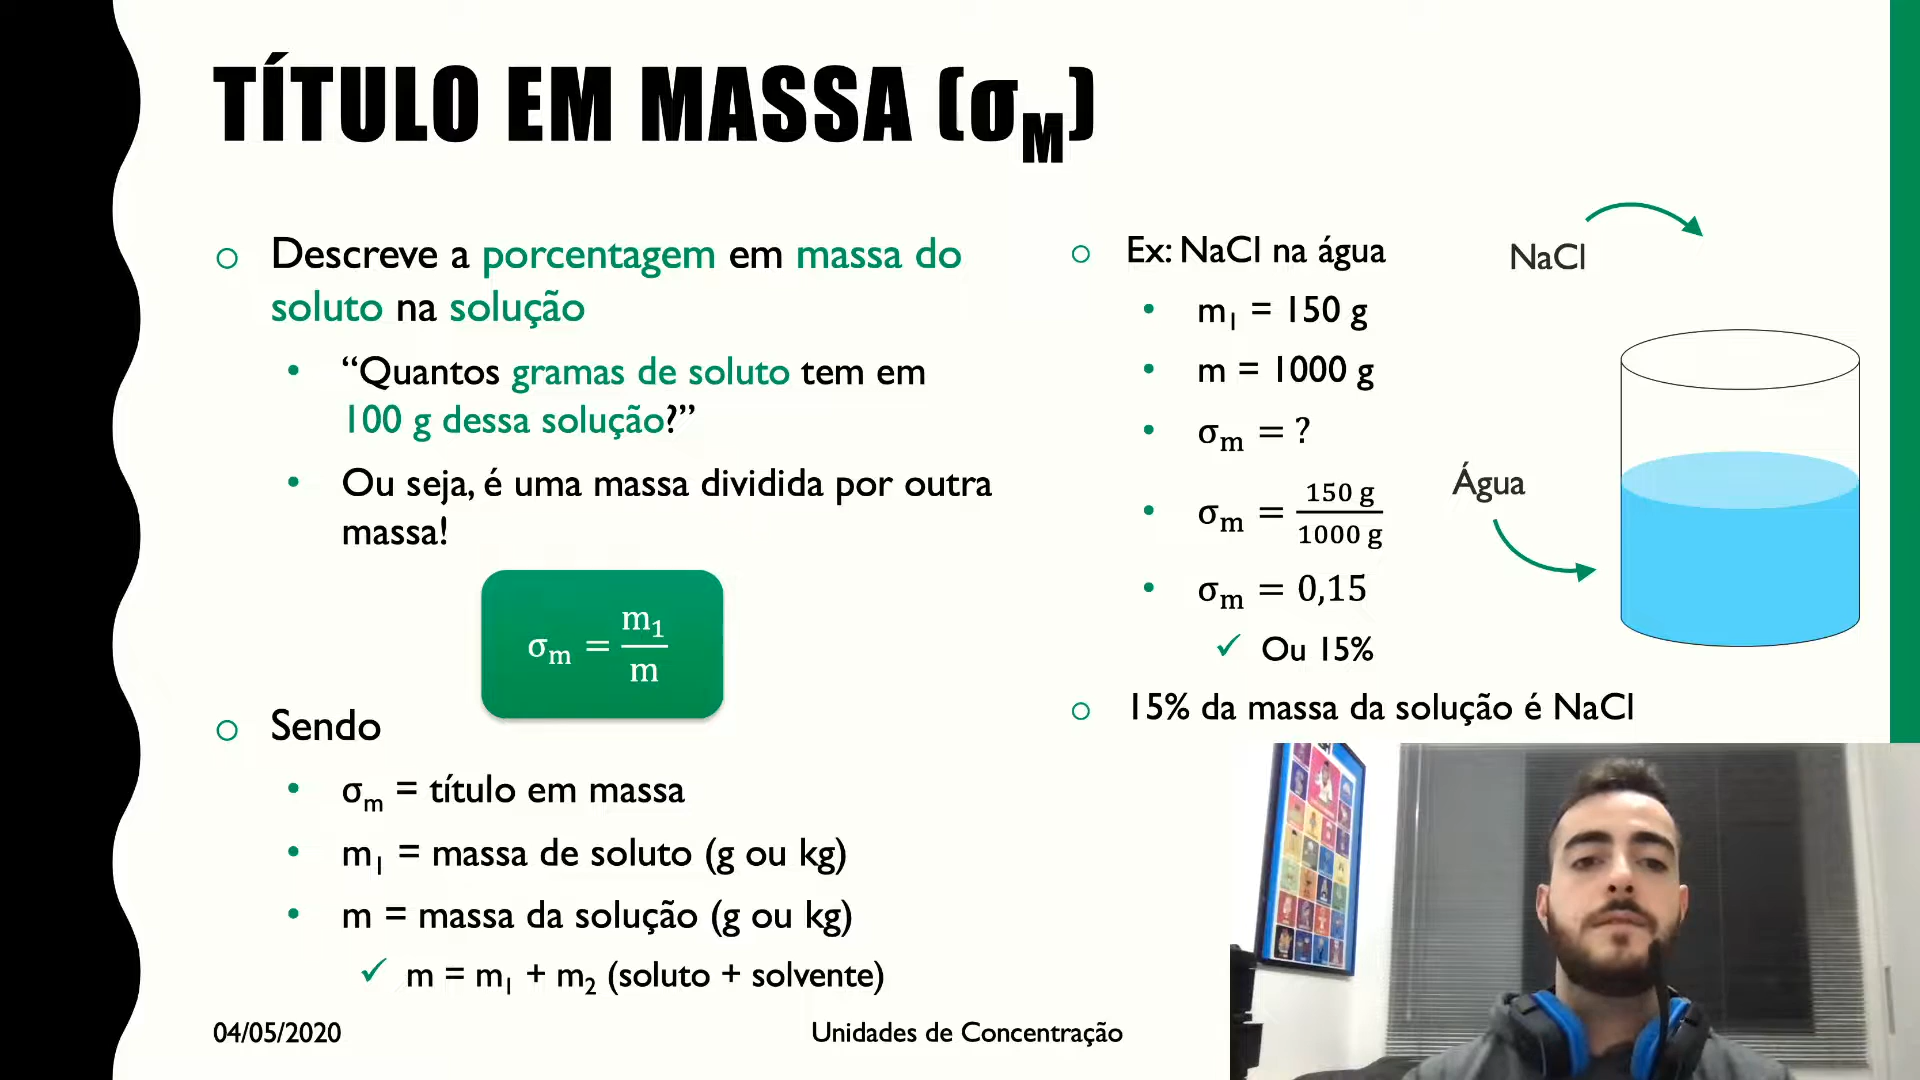 TÍTULO EM MASSA (σM)
Descreve a porcentagem em massa do
soluto na solução
“Quantos gramas de soluto tem em
100 g dessa solução?”
Ou seja, é uma massa dividida por outra
massa!
σm = m1/m
Sendo
σm = título em massa
m1 = massa de soluto (g ou kg)
m = massa da solução (g ou kg)
✓ m = m1 + m2 (soluto + solvente)
Ex: NaCl na água
m1 = 150 g
m = 1000 g
σm = ?
σm = 150 g/1000 g
σm = 0,15
✓ Ou 15%
15% da massa da solução é NaCl
NaCl
Água
04/05/2020
Unidades de Concentração